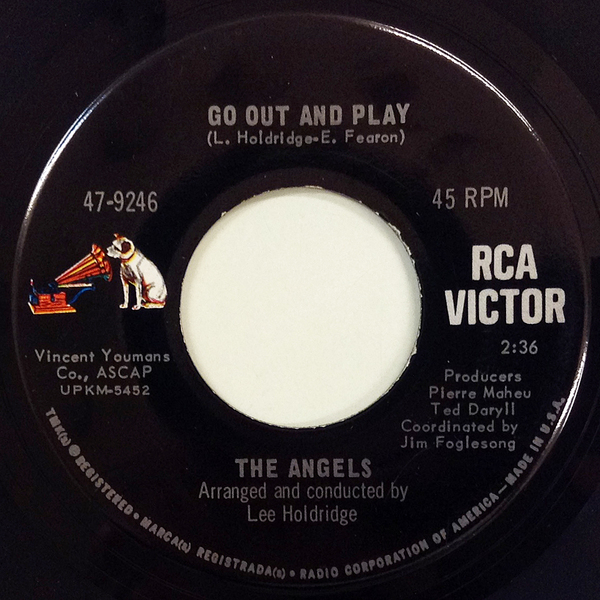 GO OUT AND PLAY
(L. Holdridge-E. Fearon)
47-9246
45 RPM
RCA
VICTOR
2:36
Vincent Youmans
Co., ASCAP
UPKM-5452
Producers
Pierre Maheu
Ted Daryll
Coordinated by
Jim Foglesong
THE ANGELS
Arranged and conducted by
Lee Holdridge
TMK(s) ® REGISTERED • MARCA(s) REGISTRADA(s) • RADIO CORPORATION OF AMERICA—MADE IN U.S.A.